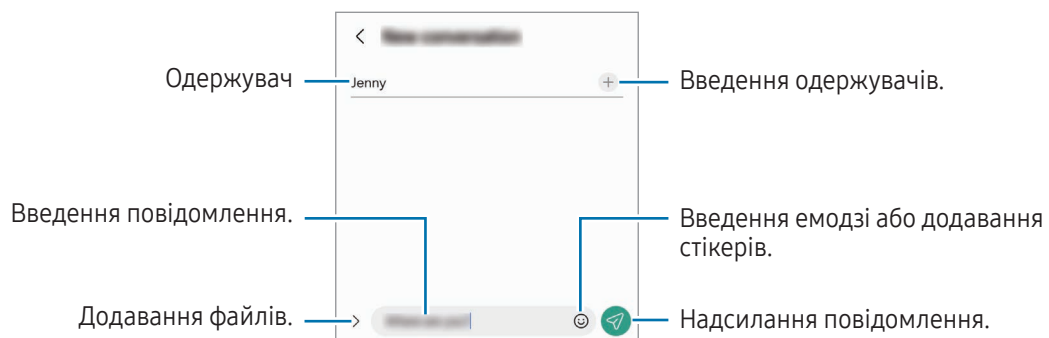 Одержувач
Jenny
Введення одержувачів.
Введення повідомлення.
Введення емодзі або додавання
стікерів.
Додавання файлів.
Надсилання повідомлення.